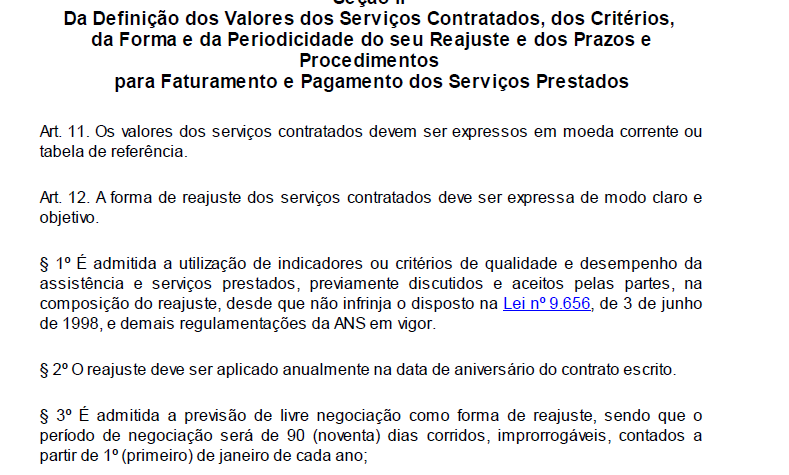 Seção II
Da Definição dos Valores dos Serviços Contratados, dos Critérios,
da Forma e da Periodicidade do seu Reajuste e dos Prazos e
Procedimentos
para Faturamento e Pagamento dos Serviços Prestados
Art. 11. Os valores dos serviços contratados devem ser expressos em moeda corrente ou
tabela de referência.
Art. 12. A forma de reajuste dos serviços contratados deve ser expressa de modo claro e
objetivo.
§ 1º É admitida a utilização de indicadores ou critérios de qualidade e desempenho da
assistência e serviços prestados, previamente discutidos e aceitos pelas partes, na
composição do reajuste, desde que não infrinja o disposto na Lei nº 9.656, de 3 de junho
de 1998, e demais regulamentações da ANS em vigor.
§ 2º O reajuste deve ser aplicado anualmente na data de aniversário do contrato escrito.
§ 3º É admitida a previsão de livre negociação como forma de reajuste, sendo que o
período de negociação será de 90 (noventa) dias corridos, improrrogáveis, contados a
partir de 1º (primeiro) de janeiro de cada ano;